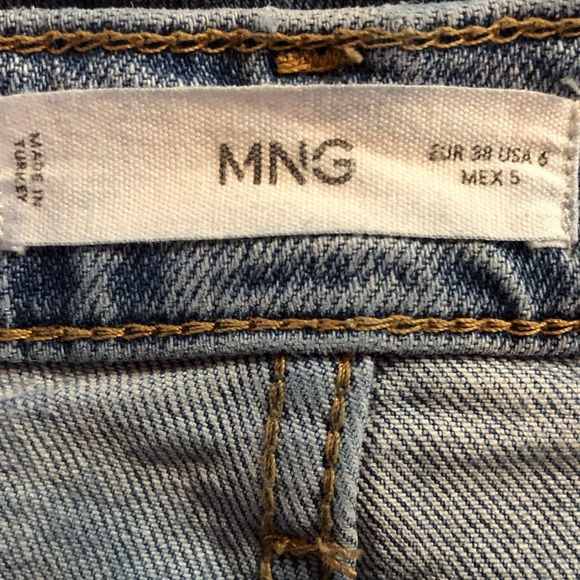 MADE IN
TURKEY
MNG
EUR 38 USA 6
MEX 5